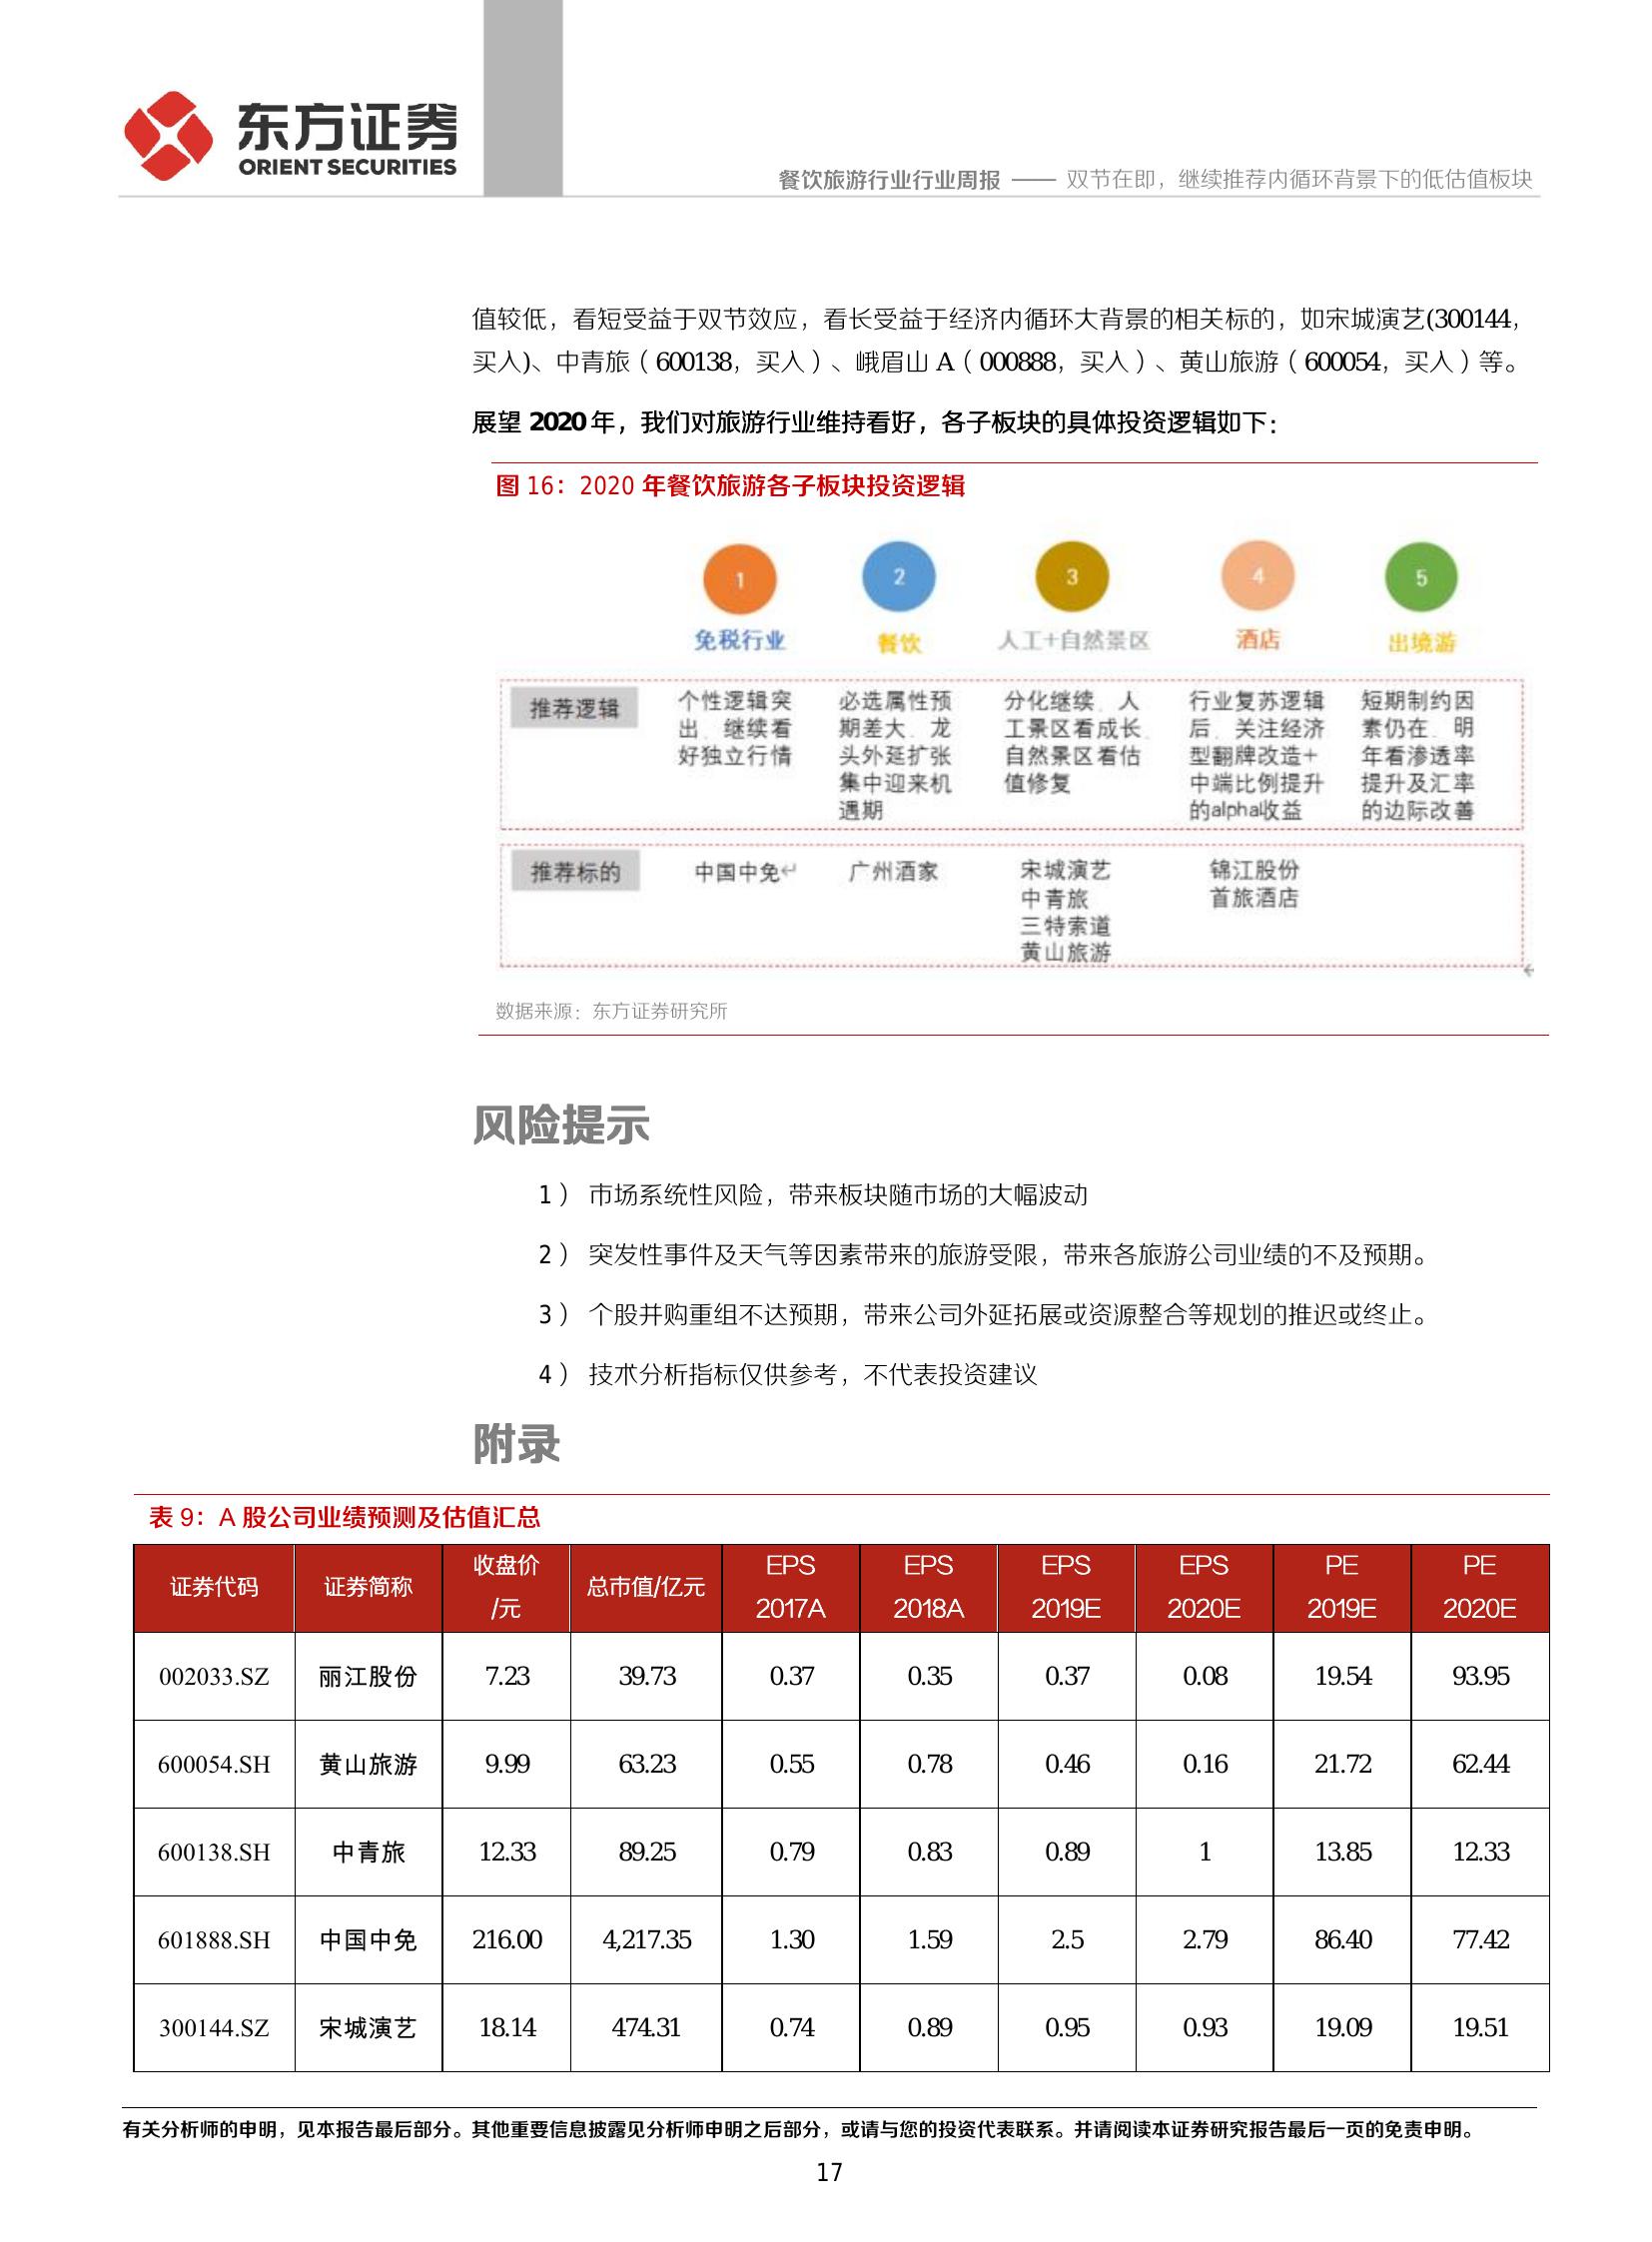 东方证券
ORIENT SECURITIES
餐饮旅游行业行业周报 —— 双节在即，继续推荐内循环背景下的低估值板块
值较低，看短受益于双节效应，看长受益于经济内循环大背景的相关标的，如宋城演艺(300144，
买入)、中青旅（600138，买入）、峨眉山 A（000888，买入）、黄山旅游（600054，买入）等。
展望 2020 年，我们对旅游行业维持看好，各子板块的具体投资逻辑如下：
图 16：2020 年餐饮旅游各子板块投资逻辑
1 2 3 4 5
免税行业 餐饮 人工+自然景区 酒店 出境游
推荐逻辑 个性逻辑突 必选属性预 分化继续、人 行业复苏逻辑 短期制约因
出、继续看 期差大、龙 工景区看成长、 后、关注经济 素仍在、明
好独立行情 头外延扩张 自然景区看估 型翻牌改造+ 年看渗透率
集中迎来机 值修复 中端比例提升 提升及汇率
遇期 的alpha收益 的边际改善
推荐标的 中国中免↵ 广州酒家 宋城演艺 锦江股份
中青旅 首旅酒店
三特索道
黄山旅游
数据来源：东方证券研究所
风险提示
1） 市场系统性风险，带来板块随市场的大幅波动
2） 突发性事件及天气等因素带来的旅游受限，带来各旅游公司业绩的不及预期。
3） 个股并购重组不达预期，带来公司外延拓展或资源整合等规划的推迟或终止。
4） 技术分析指标仅供参考，不代表投资建议
附录
表 9：A 股公司业绩预测及估值汇总
证券代码 证券简称 收盘价/元 总市值/亿元 EPS 2017A EPS 2018A EPS 2019E EPS 2020E PE 2019E PE 2020E
002033.SZ 丽江股份 7.23 39.73 0.37 0.35 0.37 0.08 19.54 93.95
600054.SH 黄山旅游 9.99 63.23 0.55 0.78 0.46 0.16 21.72 62.44
600138.SH 中青旅 12.33 89.25 0.79 0.83 0.89 1 13.85 12.33
601888.SH 中国中免 216.00 4,217.35 1.30 1.59 2.5 2.79 86.40 77.42
300144.SZ 宋城演艺 18.14 474.31 0.74 0.89 0.95 0.93 19.09 19.51
有关分析师的申明，见本报告最后部分。其他重要信息披露见分析师申明之后部分，或请与您的投资代表联系。并请阅读本证券研究报告最后一页的免责申明。
17